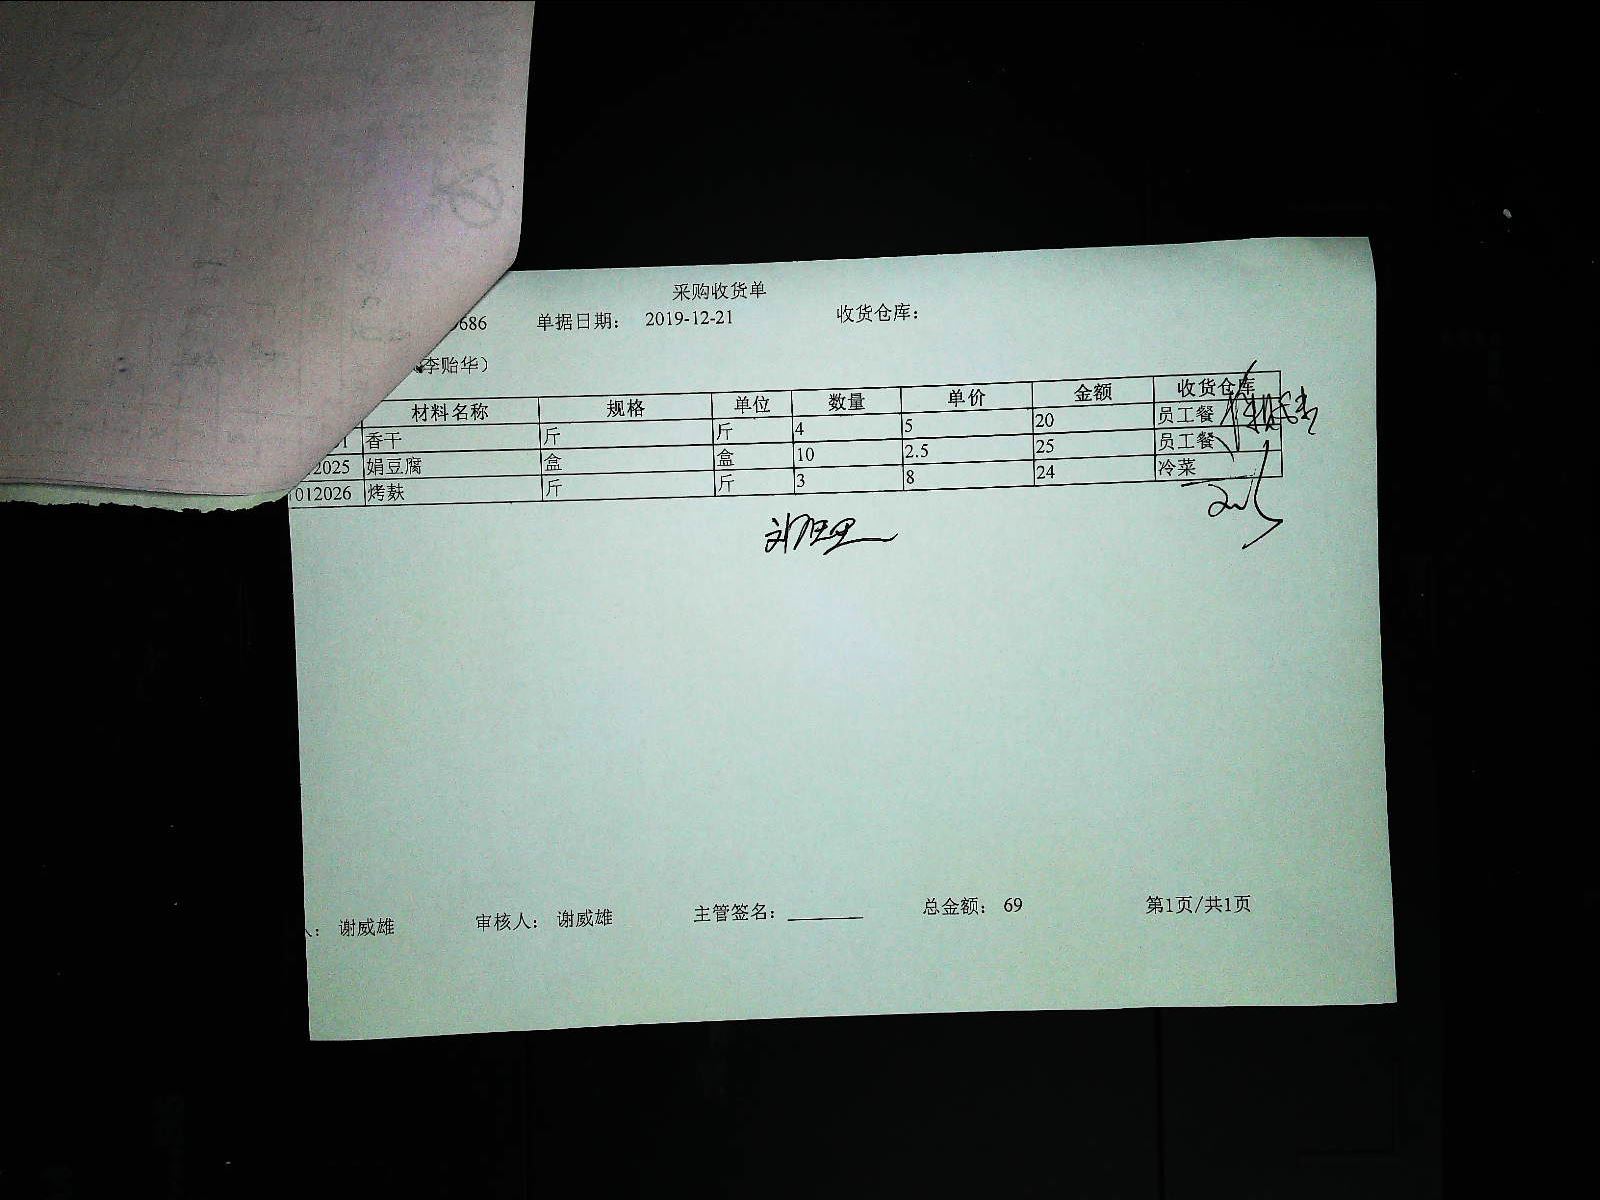 采购收货单
5686 单据日期： 2019-12-21 收货仓库：
李贻华）
材料名称 规格 单位 数量 单价 金额 收货仓库
香干 斤 斤 4 5 20 员工餐
2025 娟豆腐 盒 盒 10 2.5 25 员工餐
012026 烤麸 斤 斤 3 8 24 冷菜
谢威雄 审核人： 谢威雄 主管签名： 总金额： 69 第1页/共1页